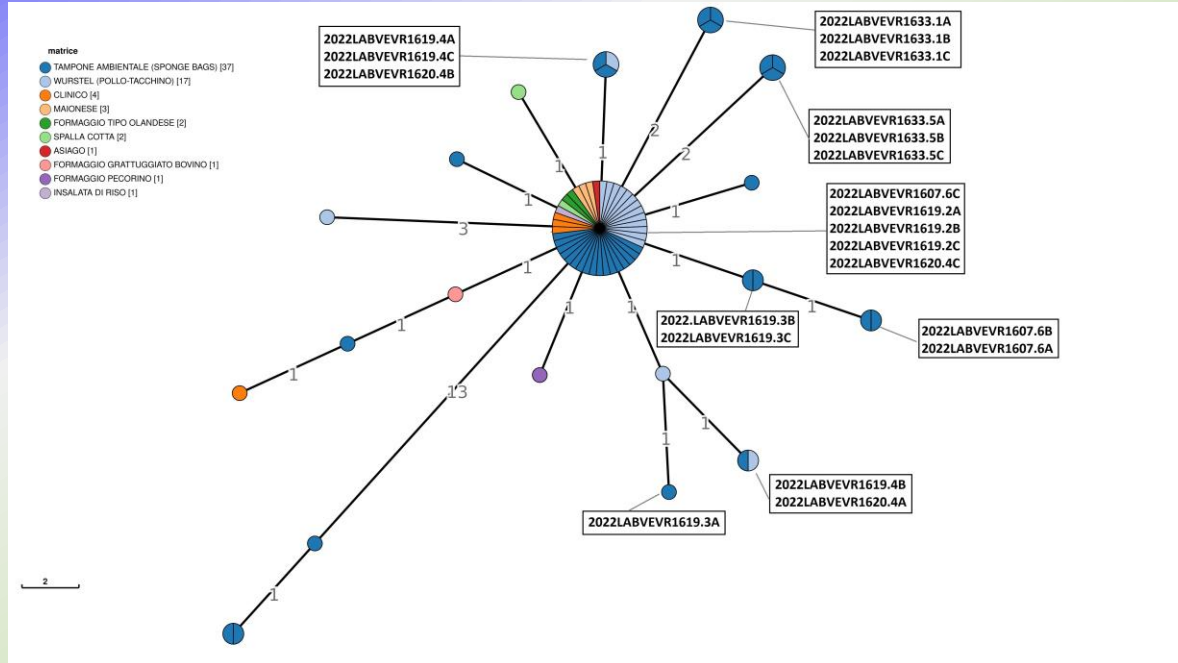 matrice
TAMPONE AMBIENTALE (SPONGE BAGS) [37]
WURSTEL (POLLO-TACCHINO) [17]
CLINICO [4]
MAIONESE [3]
FORMAGGIO TIPO OLANDESE [2]
SPALLA COTTA [2]
ASIAGO [1]
FORMAGGIO GRATTUGGIATO BOVINO [1]
FORMAGGIO PECORINO [1]
INSALATA DI RISO [1]
2022LABVEVR1619.4A
2022LABVEVR1619.4C
2022LABVEVR1620.4B
2022LABVEVR1633.1A
2022LABVEVR1633.1B
2022LABVEVR1633.1C
2022LABVEVR1633.5A
2022LABVEVR1633.5B
2022LABVEVR1633.5C
2022LABVEVR1607.6C
2022LABVEVR1619.2A
2022LABVEVR1619.2B
2022LABVEVR1619.2C
2022LABVEVR1620.4C
2022.LABVEVR1619.3B
2022LABVEVR1619.3C
2022LABVEVR1607.6B
2022LABVEVR1607.6A
2022LABVEVR1619.4B
2022LABVEVR1620.4A
2022LABVEVR1619.3A
2
2
1
1
1
1
3
1
1
1
1
1
1
1
13
1
1
1
2